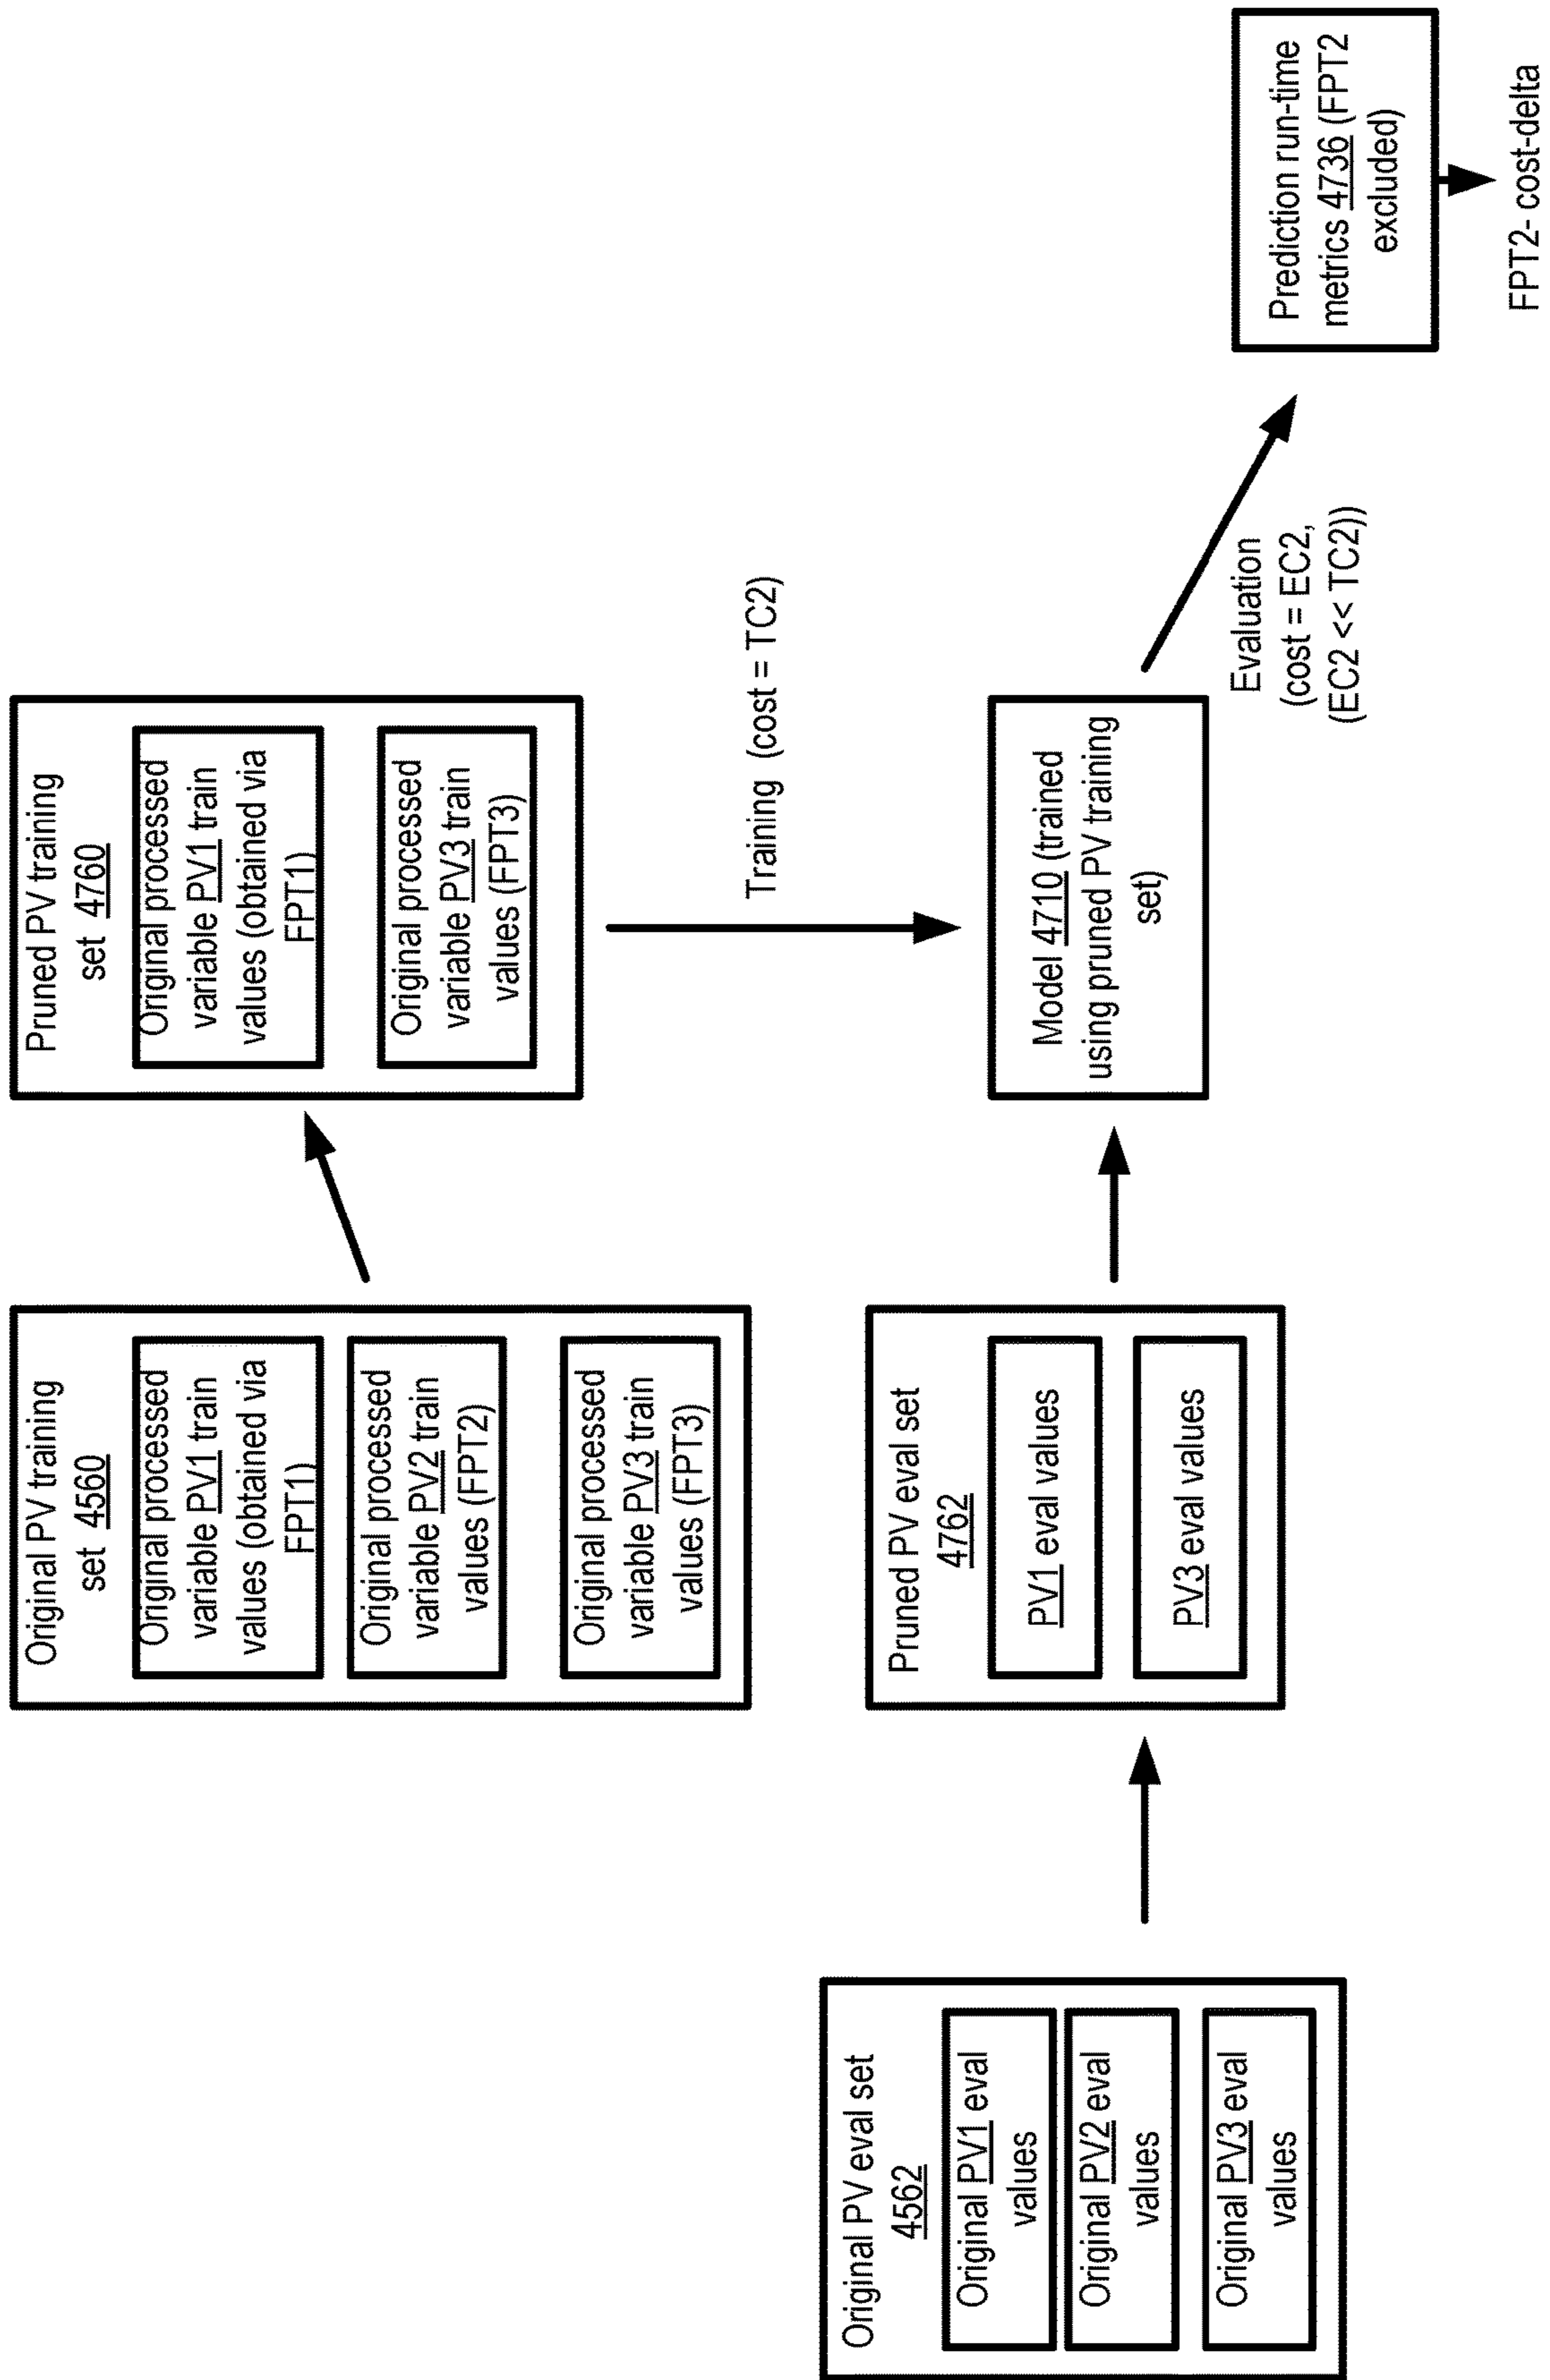 Original PV training
set 4560
Original processed
variable PV1 train
values (obtained via
FPT1)
Original processed
variable PV2 train
values (FPT2)
Original processed
variable PV3 train
values (FPT3)
Pruned PV training
set 4760
Original processed
variable PV1 train
values (obtained via
FPT1)
Original processed
variable PV3 train
values (FPT3)
Training (cost = TC2)
Original PV eval set
4562
Original PV1 eval
values
Original PV2 eval
values
Original PV3 eval
values
Pruned PV eval set
4762
PV1 eval values
PV3 eval values
Model 4710 (trained
using pruned PV training
set)
Evaluation
(cost = EC2,
(EC2 << TC2))
Prediction run-time
metrics 4736 (FPT2
excluded)
FPT2- cost-delta